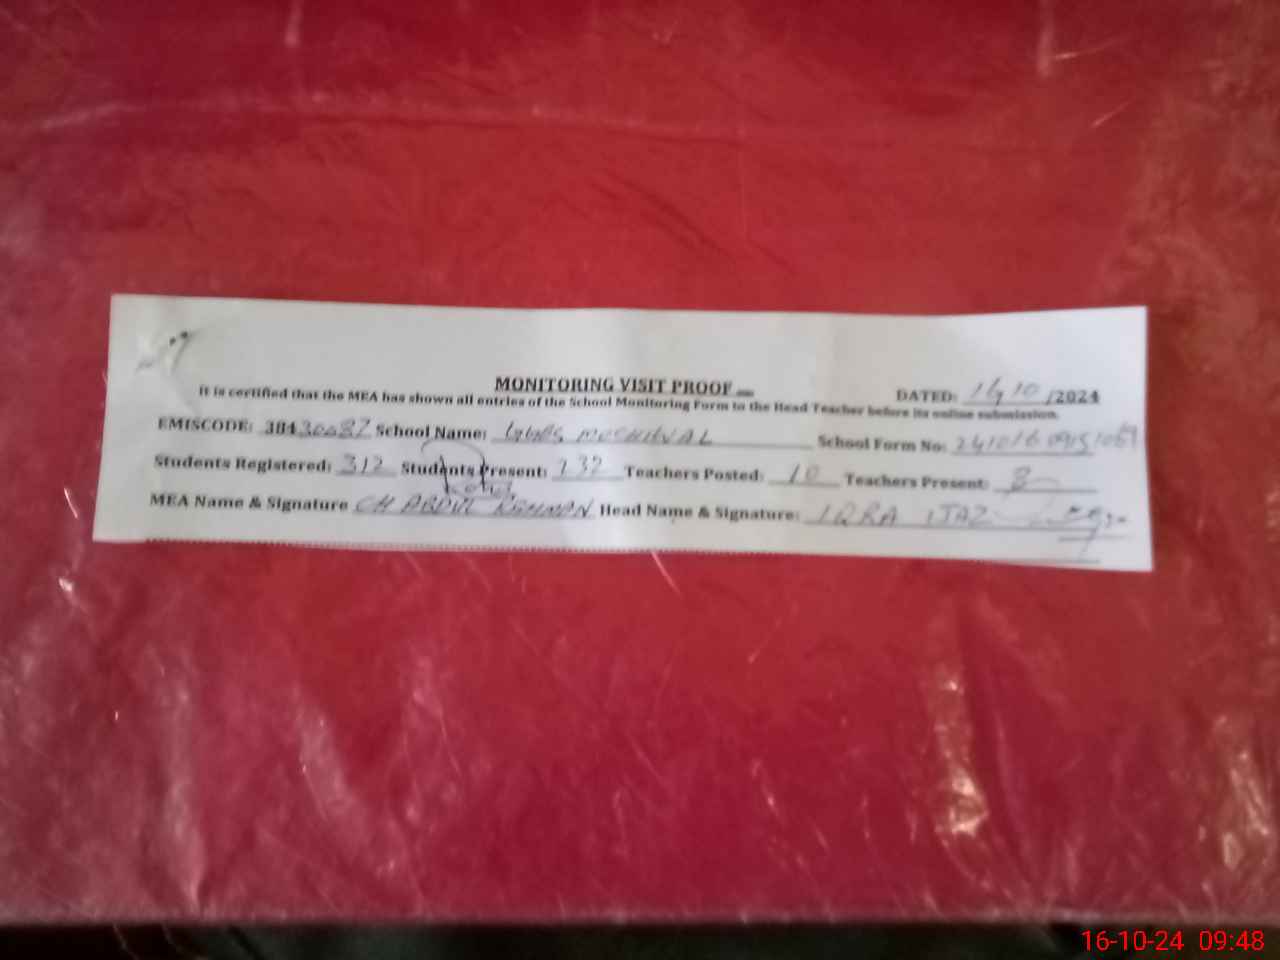 MONITORING VISIT PROOF
DATED: 16/10/2024
It is certified that the MEA has shown all entries of the School Monitoring Form to the Head Teacher before its online submission.
EMISCODE: 38430087 School Name: School Form No:
Students Registered: 312 Students Present: 232 Teachers Posted: 10 Teachers Present: 8
MEA Name & Signature CH ABDUL REHMAN Head Name & Signature: IQRA IJAZ
16-10-24 09:48